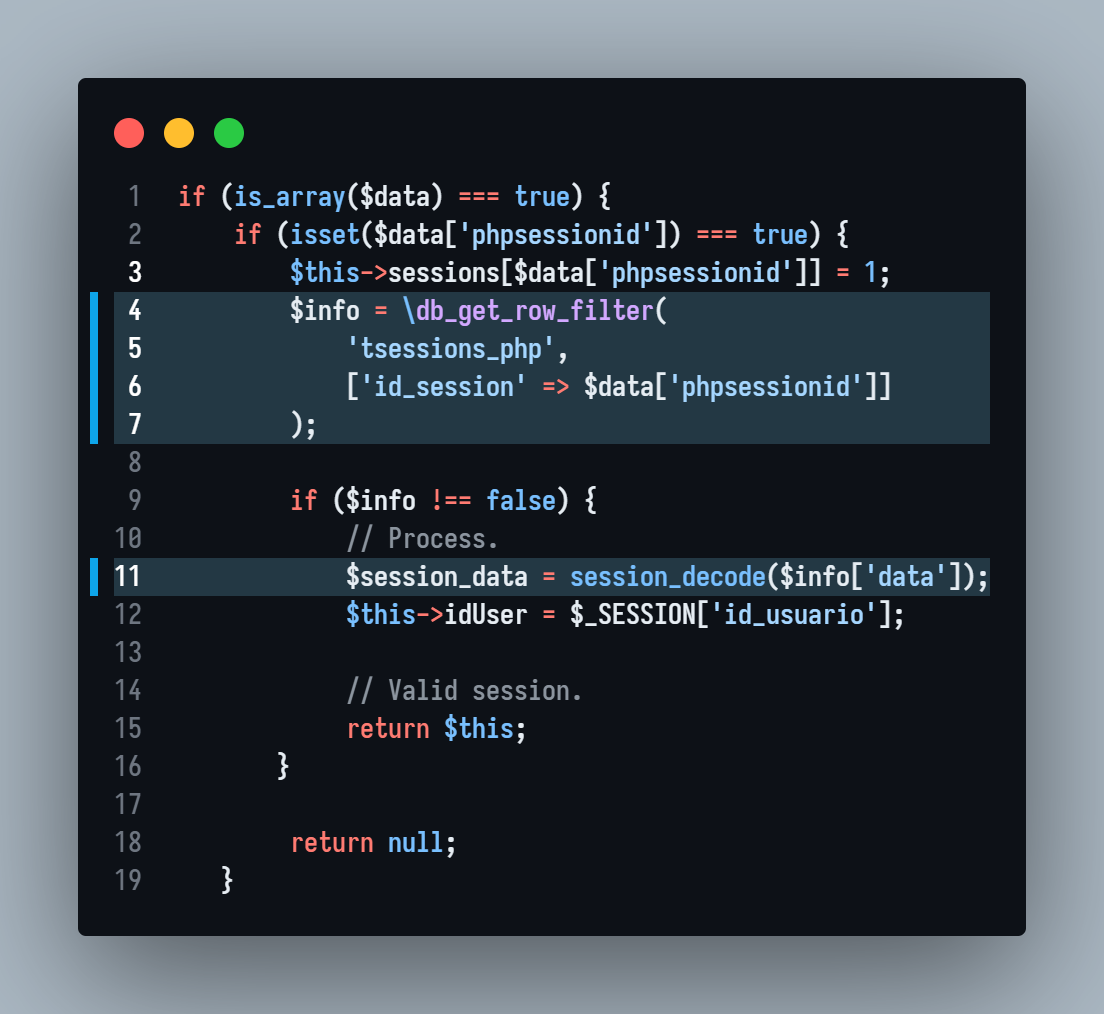 1 if (is_array($data) === true) {
2     if (isset($data['phpsessionid']) === true) {
3         $this->sessions[$data['phpsessionid']] = 1;
4         $info = \db_get_row_filter(
5             'tsessions_php',
6             ['id_session' => $data['phpsessionid']]
7         );
8
9         if ($info !== false) {
10             // Process.
11             $session_data = session_decode($info['data']);
12             $this->idUser = $_SESSION['id_usuario'];
13
14             // Valid session.
15             return $this;
16        }
17
18         return null;
19    }